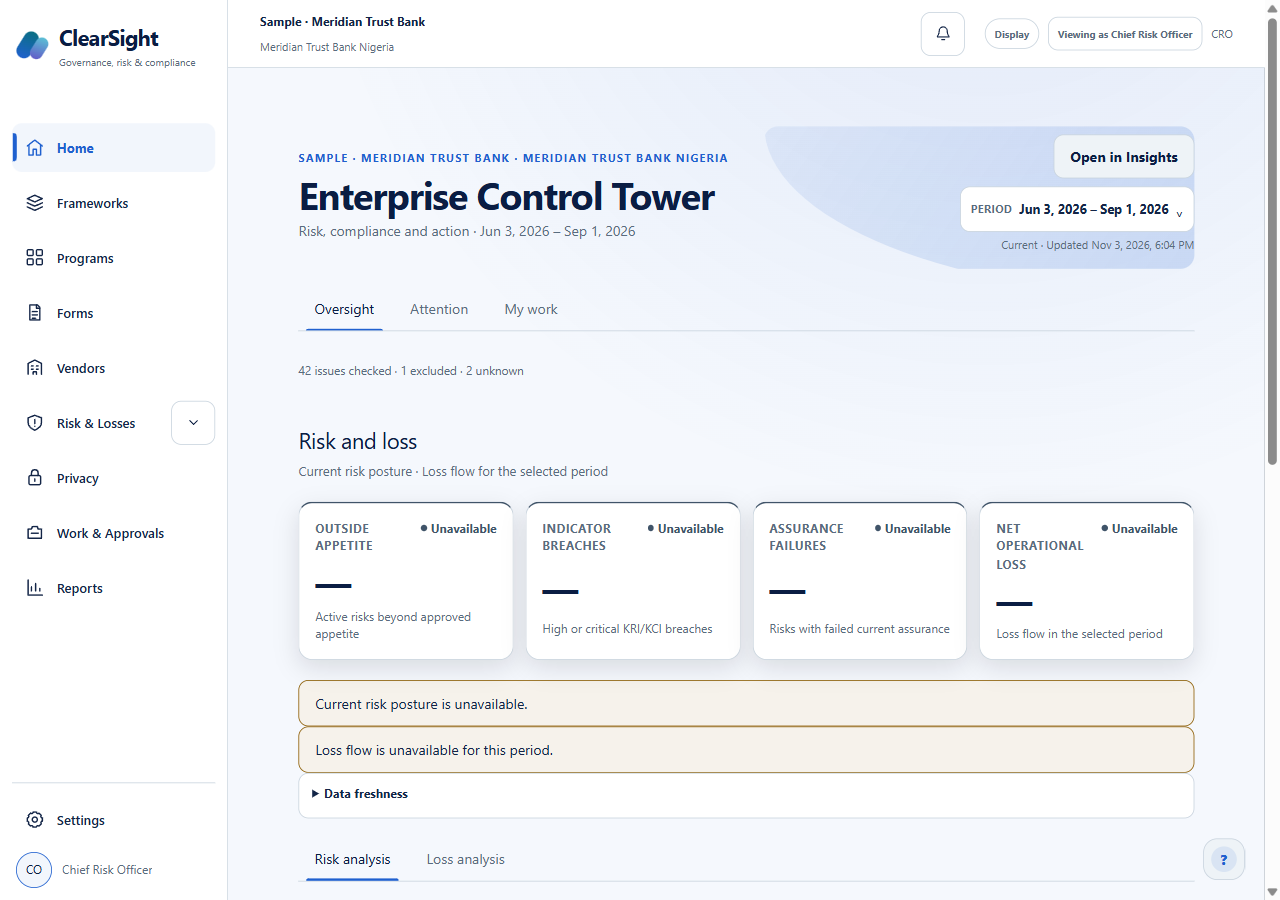 ClearSight
Governance, risk & compliance
Home
Frameworks
Programs
Forms
Vendors
Risk & Losses
Privacy
Work & Approvals
Reports
Settings
CO
Chief Risk Officer
Sample · Meridian Trust Bank
Meridian Trust Bank Nigeria
Display
Viewing as Chief Risk Officer
CRO
SAMPLE · MERIDIAN TRUST BANK · MERIDIAN TRUST BANK NIGERIA
Enterprise Control Tower
Risk, compliance and action · Jun 3, 2026 – Sep 1, 2026
Open in Insights
PERIOD Jun 3, 2026 – Sep 1, 2026 v
Current · Updated Nov 3, 2026, 6:04 PM
Oversight
Attention
My work
42 issues checked · 1 excluded · 2 unknown
Risk and loss
Current risk posture · Loss flow for the selected period
OUTSIDE
APPETITE
Unavailable
—
Active risks beyond approved
appetite
INDICATOR
BREACHES
Unavailable
—
High or critical KRI/KCI breaches
ASSURANCE
FAILURES
Unavailable
—
Risks with failed current assurance
NET
OPERATIONAL
LOSS
Unavailable
—
Loss flow in the selected period
Current risk posture is unavailable.
Loss flow is unavailable for this period.
Data freshness
Risk analysis
Loss analysis
?